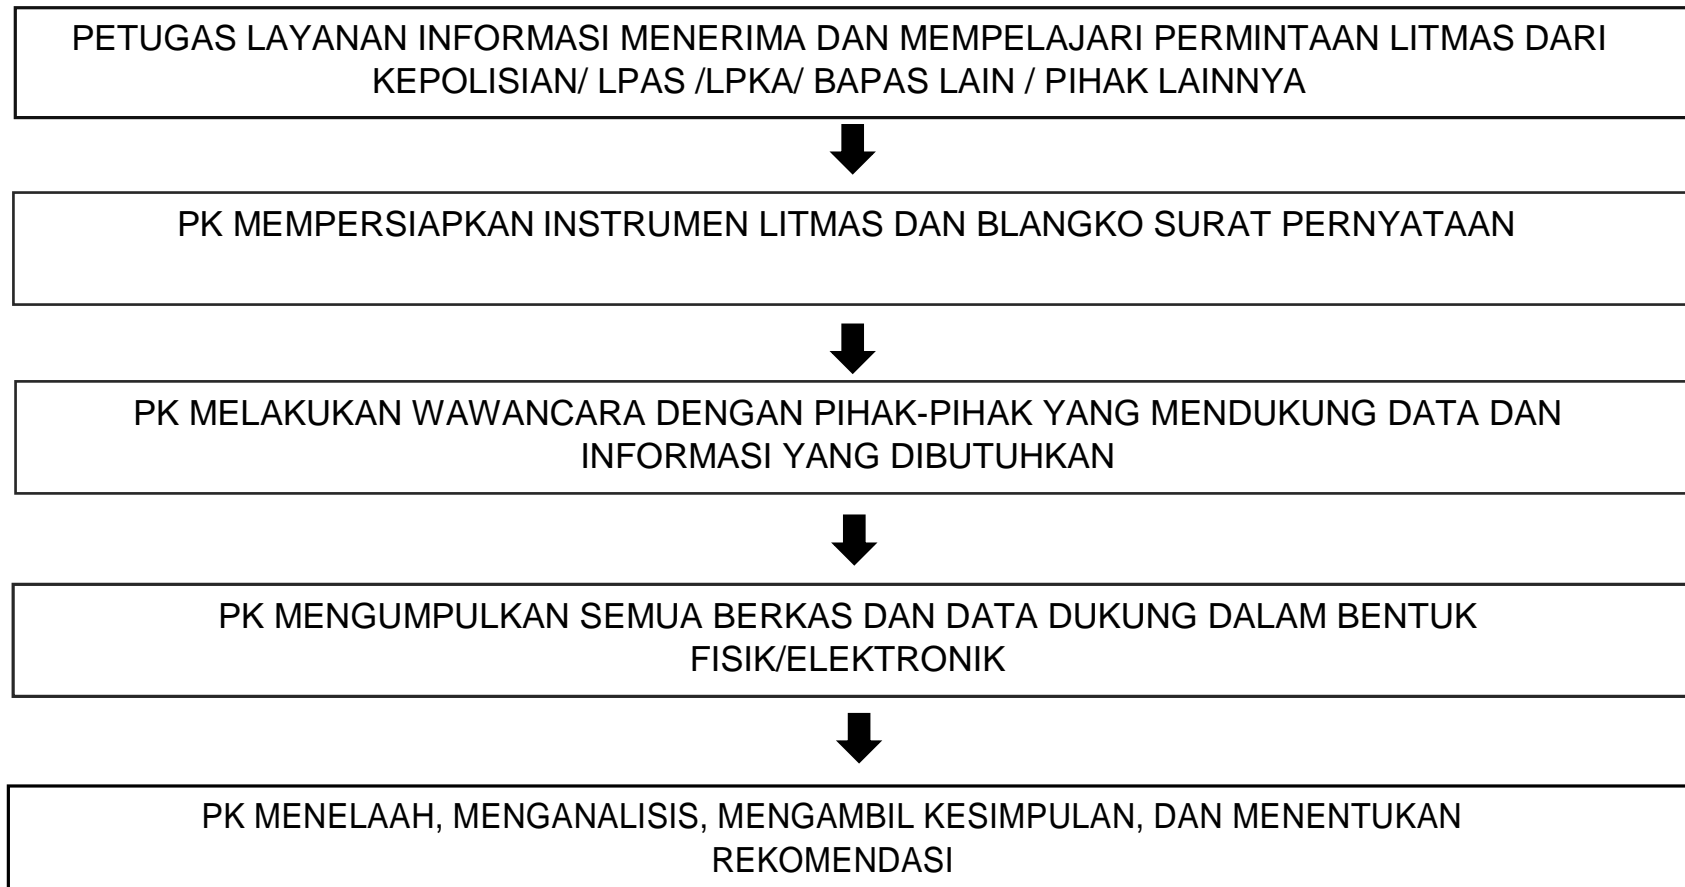 PETUGAS LAYANAN INFORMASI MENERIMA DAN MEMPELAJARI PERMINTAAN LITMAS DARI
KEPOLISIAN/ LPAS /LPKA/ BAPAS LAIN / PIHAK LAINNYA
PK MEMPERSIAPKAN INSTRUMEN LITMAS DAN BLANGKO SURAT PERNYATAAN
PK MELAKUKAN WAWANCARA DENGAN PIHAK-PIHAK YANG MENDUKUNG DATA DAN
INFORMASI YANG DIBUTUHKAN
PK MENGUMPULKAN SEMUA BERKAS DAN DATA DUKUNG DALAM BENTUK
FISIK/ELEKTRONIK
PK MENELAAH, MENGANALISIS, MENGAMBIL KESIMPULAN, DAN MENENTUKAN
REKOMENDASI